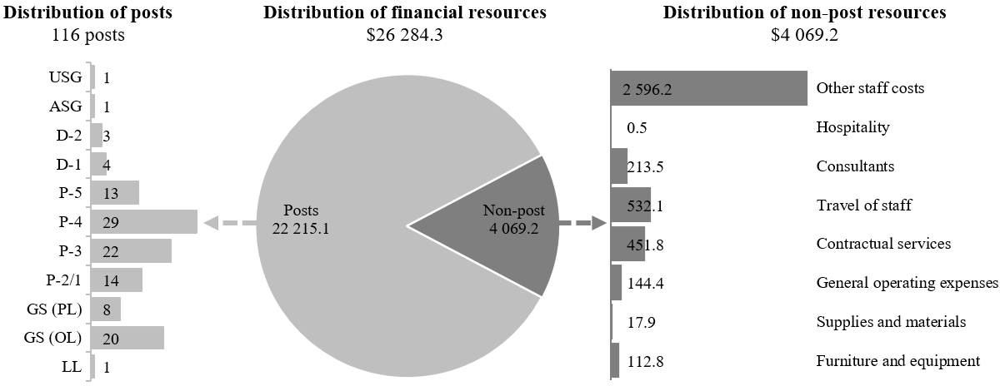 Distribution of posts
116 posts
USG 1
ASG 1
D-2 3
D-1 4
P-5 13
P-4 29
P-3 22
P-2/1 14
GS (PL) 8
GS (OL) 20
LL 1
Distribution of financial resources
$26 284.3
Posts
22 215.1
Non-post
4 069.2
Distribution of non-post resources
$4 069.2
2 596.2 Other staff costs
0.5 Hospitality
213.5 Consultants
532.1 Travel of staff
451.8 Contractual services
144.4 General operating expenses
17.9 Supplies and materials
112.8 Furniture and equipment